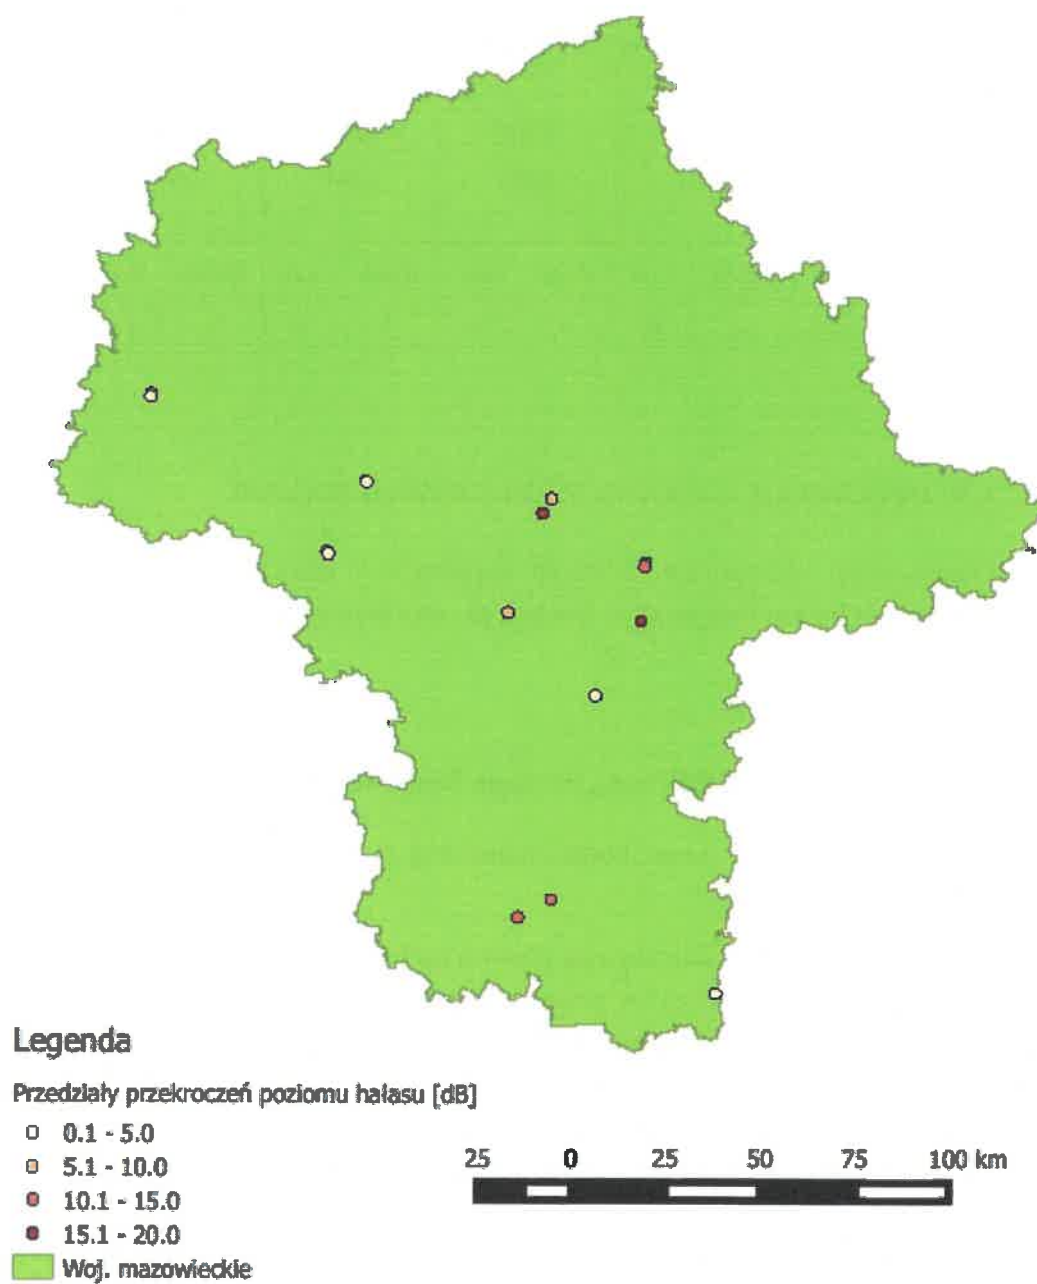 Legenda
Przedziały przekroczeń poziomu hałasu [dB]
0.1 - 5.0
5.1 - 10.0
10.1 - 15.0
15.1 - 20.0
Woj. mazowieckie
25 0 25 50 75 100 km